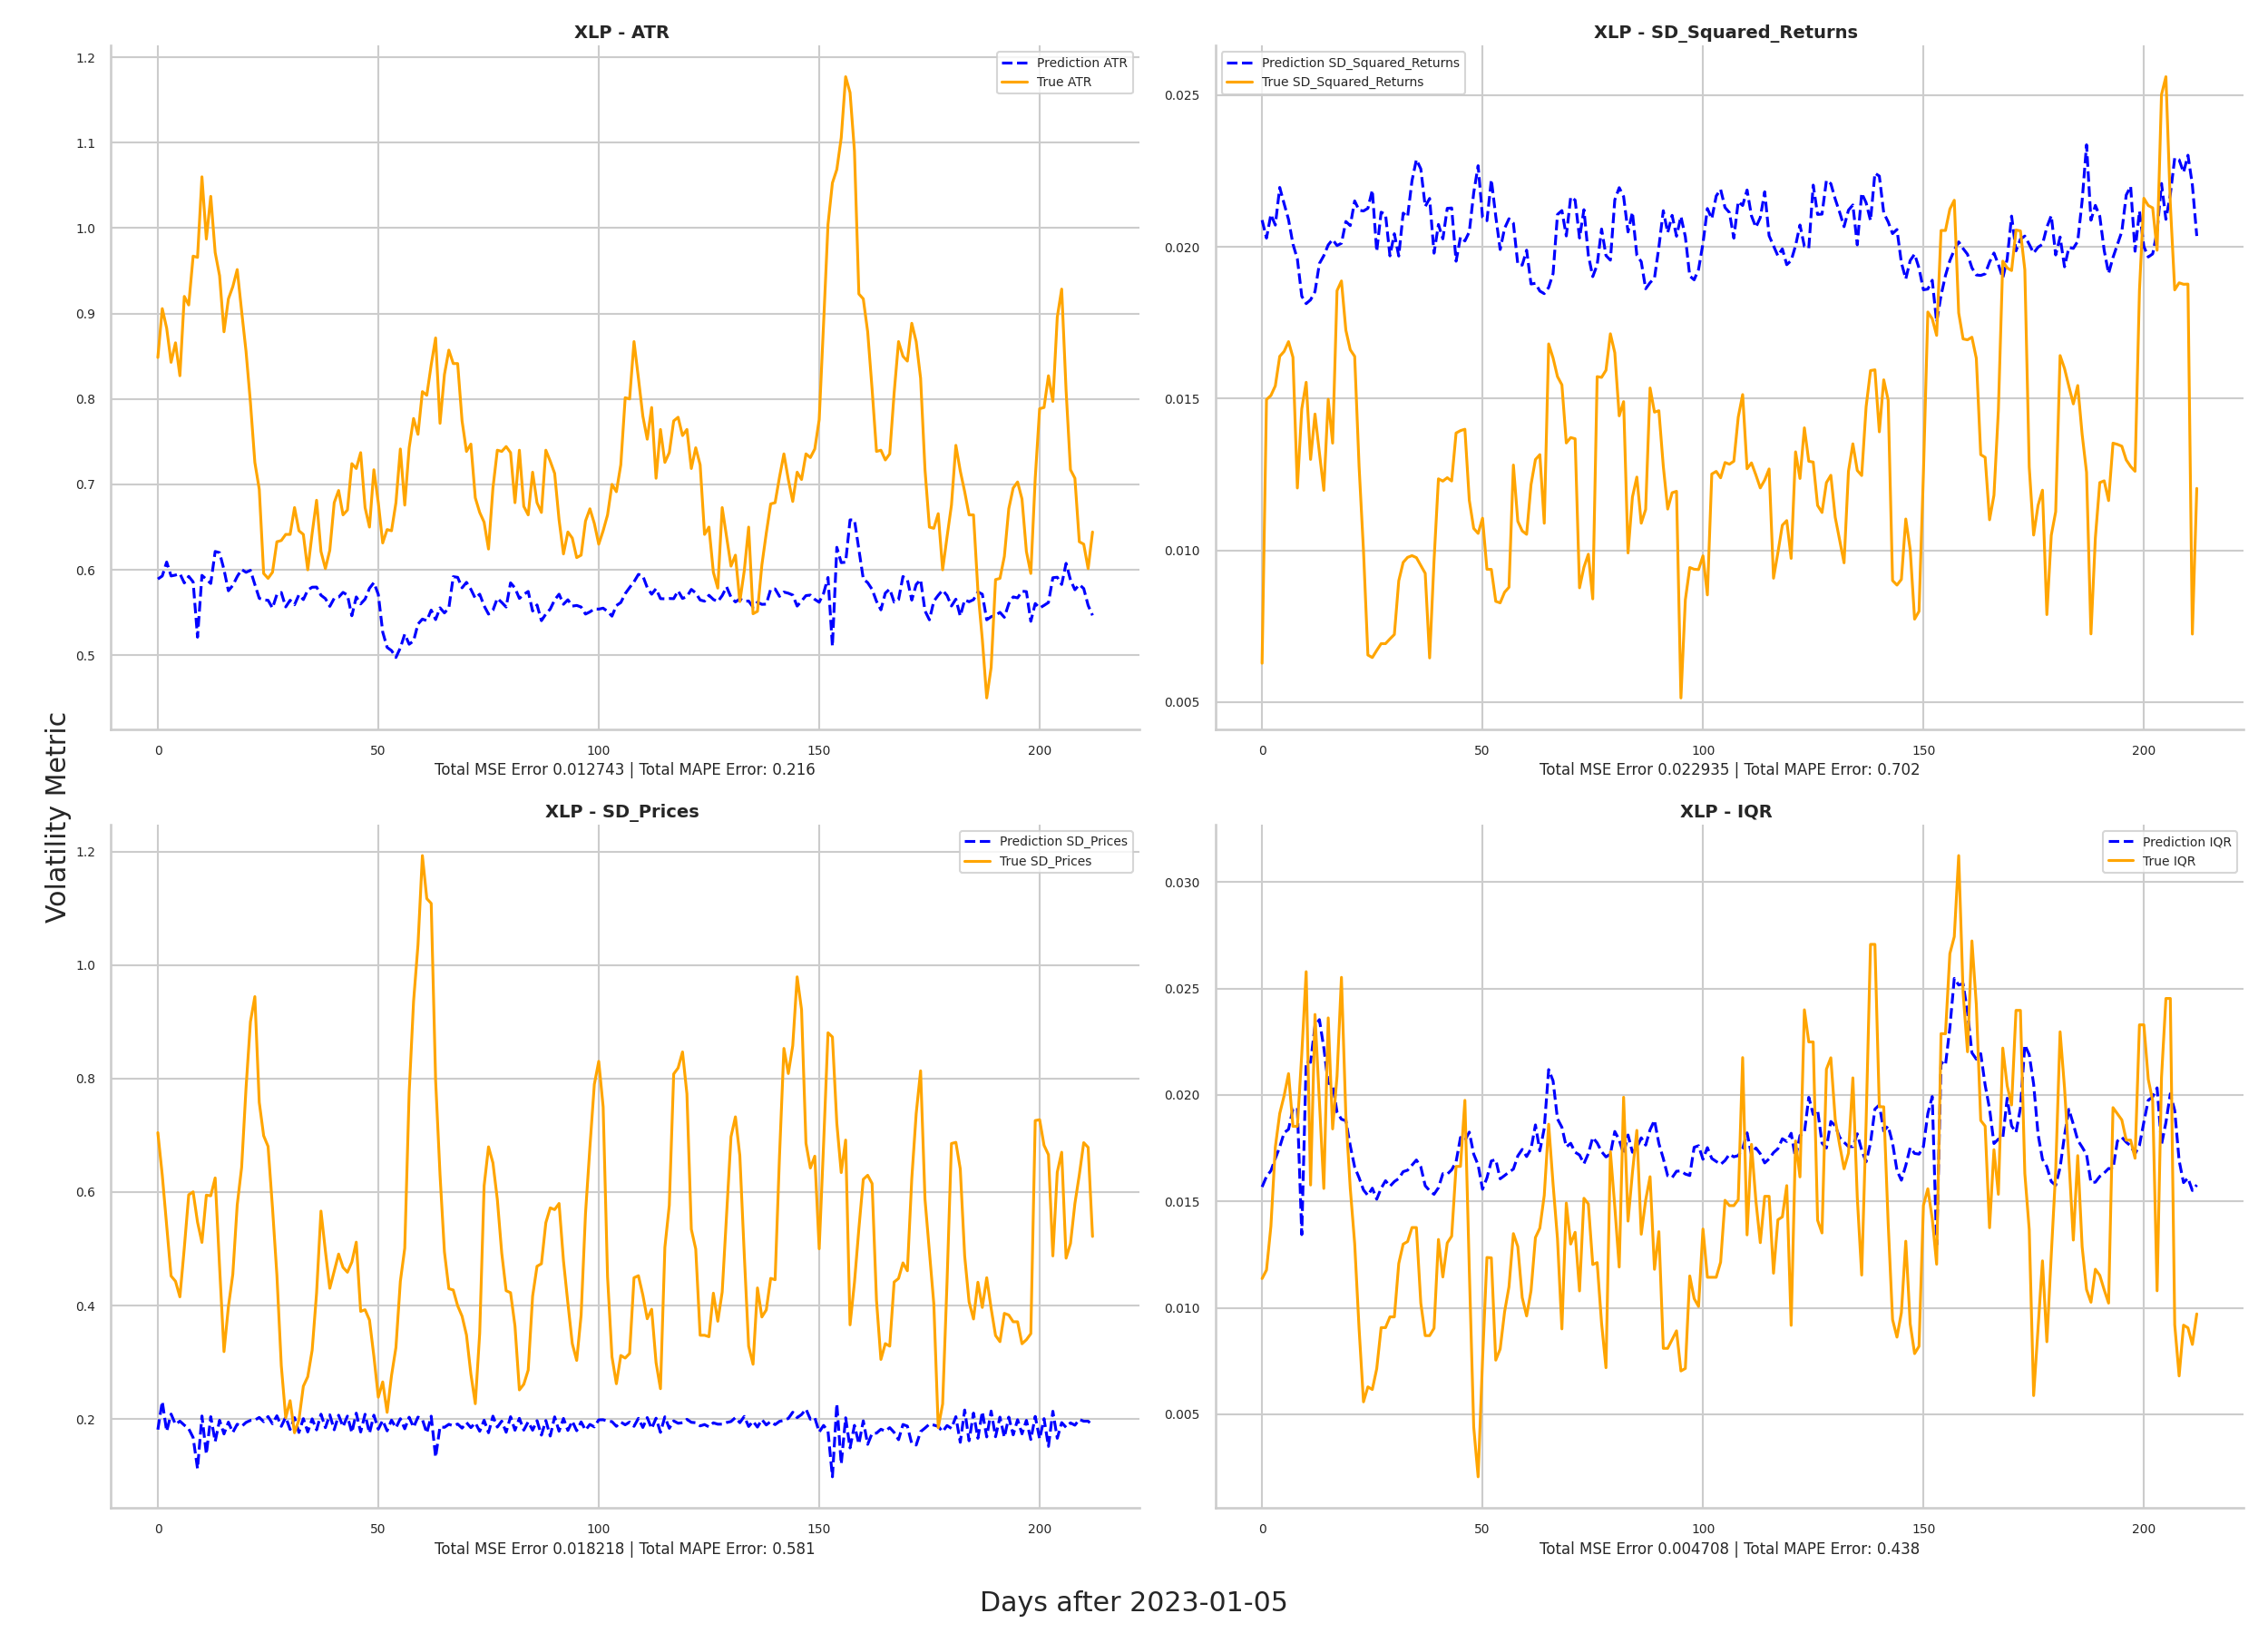 XLP - ATR
1.2
1.1
1.0
0.9
0.8
0.7
0.6
0.5
0
50
100
150
200
Prediction ATR
True ATR
Total MSE Error 0.012743 | Total MAPE Error: 0.216
XLP - SD_Squared_Returns
0.025
0.020
0.015
0.010
0.005
0
50
100
150
200
Prediction SD_Squared_Returns
True SD_Squared_Returns
Total MSE Error 0.022935 | Total MAPE Error: 0.702
Volatility Metric
XLP - SD_Prices
1.2
1.0
0.8
0.6
0.4
0.2
0
50
100
150
200
Prediction SD_Prices
True SD_Prices
Total MSE Error 0.018218 | Total MAPE Error: 0.581
XLP - IQR
0.030
0.025
0.020
0.015
0.010
0.005
0
50
100
150
200
Prediction IQR
True IQR
Total MSE Error 0.004708 | Total MAPE Error: 0.438
Days after 2023-01-05